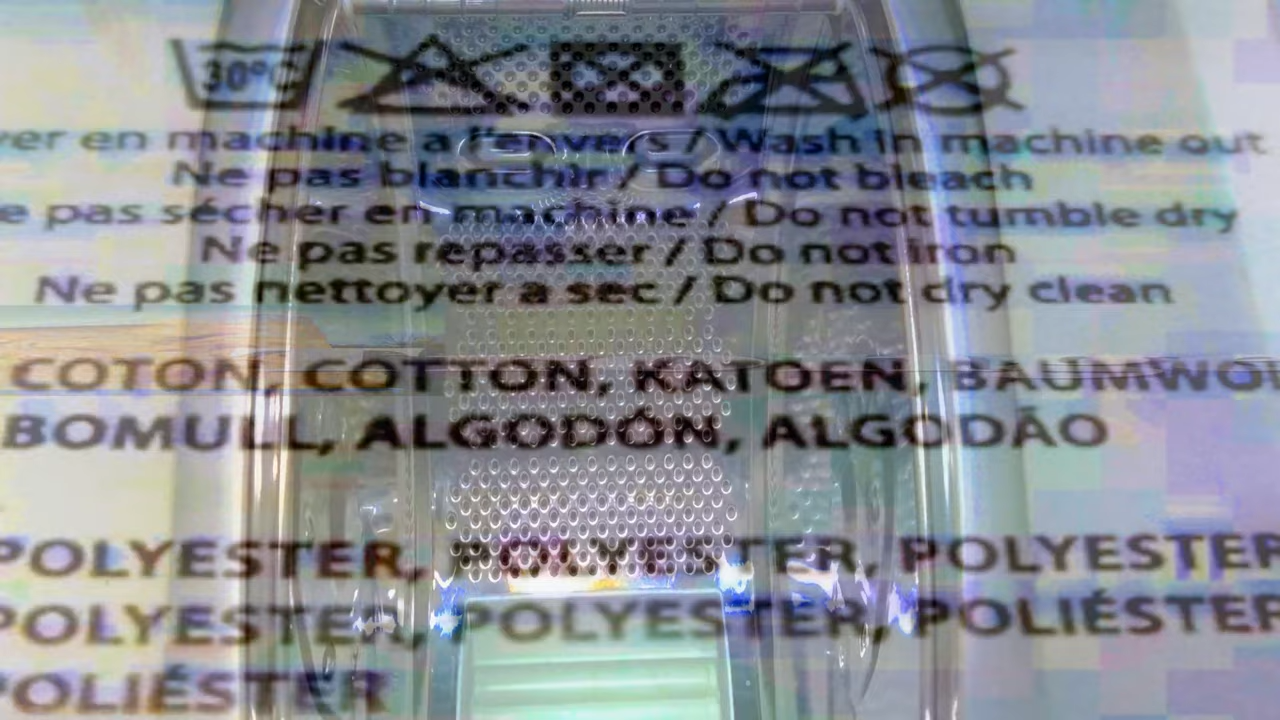 30°C
en machine a l'envers / Wash in machine out
Ne pas blanchir / Do not bleach
pas sécher en machine / Do not tumble dry
Ne pas repasser / Do not iron
Ne pas nettoyer a sec / Do not dry clean
COTON, COTTON, KATOEN,
BOMULL, ALGODÓN, ALGODÃO
POLYESTER, POLYESTER, POLYESTER
POLYESTER, POLYESTER, POLIÉSTER
POLIÉSTER